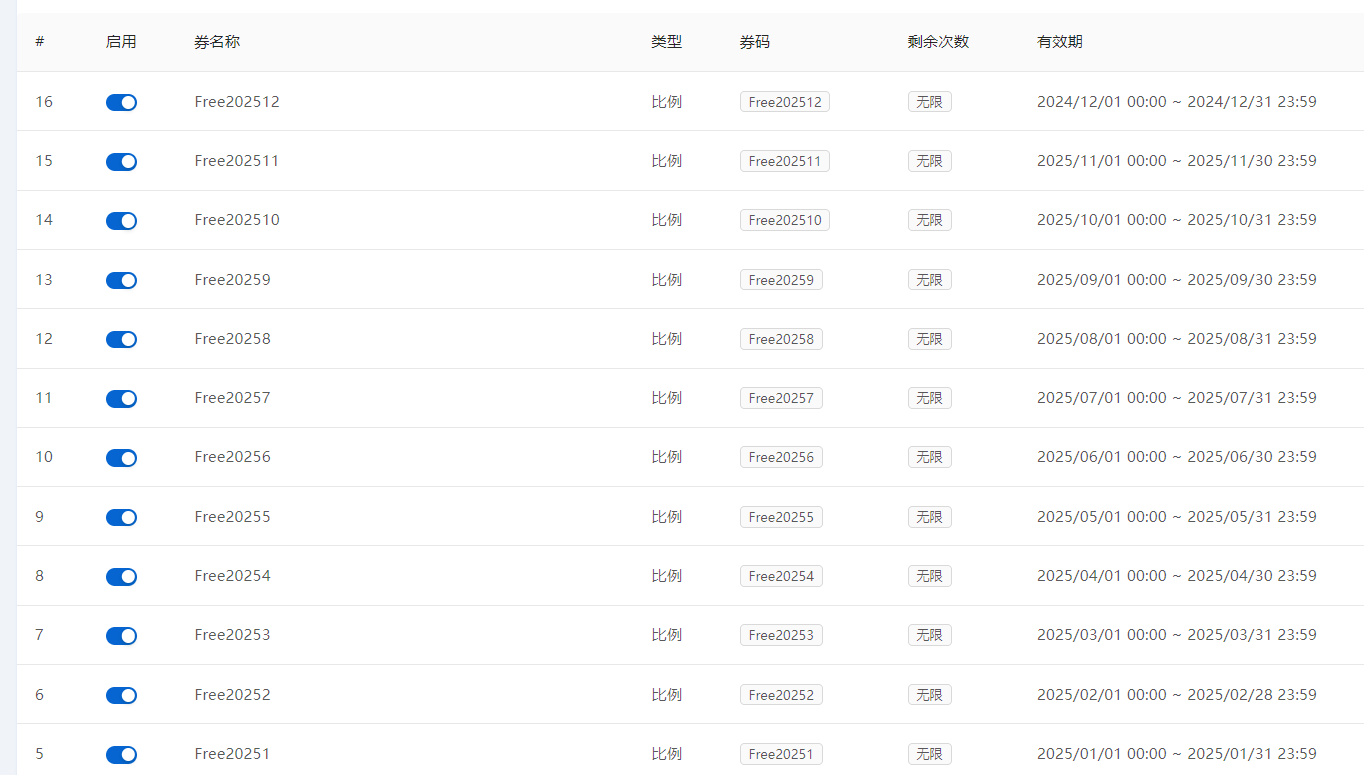 # 启用 券名称 类型 券码 剩余次数 有效期
16 Free202512 比例 Free202512 无限 2024/12/01 00:00 ~ 2024/12/31 23:59
15 Free202511 比例 Free202511 无限 2025/11/01 00:00 ~ 2025/11/30 23:59
14 Free202510 比例 Free202510 无限 2025/10/01 00:00 ~ 2025/10/31 23:59
13 Free20259 比例 Free20259 无限 2025/09/01 00:00 ~ 2025/09/30 23:59
12 Free20258 比例 Free20258 无限 2025/08/01 00:00 ~ 2025/08/31 23:59
11 Free20257 比例 Free20257 无限 2025/07/01 00:00 ~ 2025/07/31 23:59
10 Free20256 比例 Free20256 无限 2025/06/01 00:00 ~ 2025/06/30 23:59
9 Free20255 比例 Free20255 无限 2025/05/01 00:00 ~ 2025/05/31 23:59
8 Free20254 比例 Free20254 无限 2025/04/01 00:00 ~ 2025/04/30 23:59
7 Free20253 比例 Free20253 无限 2025/03/01 00:00 ~ 2025/03/31 23:59
6 Free20252 比例 Free20252 无限 2025/02/01 00:00 ~ 2025/02/28 23:59
5 Free20251 比例 Free20251 无限 2025/01/01 00:00 ~ 2025/01/31 23:59